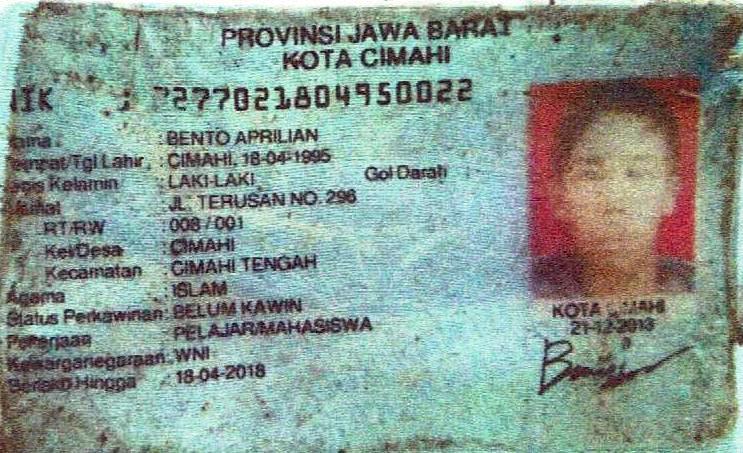 PROVINSI JAWA BARAT
KOTA CIMAHI
NIK : 3277021804950022
Nama : BENTO APRILIAN
Tempat/Tgl Lahir : CIMAHI, 18-04-1995
Jenis Kelamin : LAKI-LAKI Gol Darah
Alamat : JL. TERUSAN NO. 296
RT/RW : 008 / 001
Kel/Desa : CIMAHI
Kecamatan : CIMAHI TENGAH
Agama : ISLAM
Status Perkawinan : BELUM KAWIN
Pekerjaan : PELAJAR/MAHASISWA
Kewarganegaraan : WNI
Berlaku Hingga : 18-04-2018
KOTA CIMAHI
21-12-2013